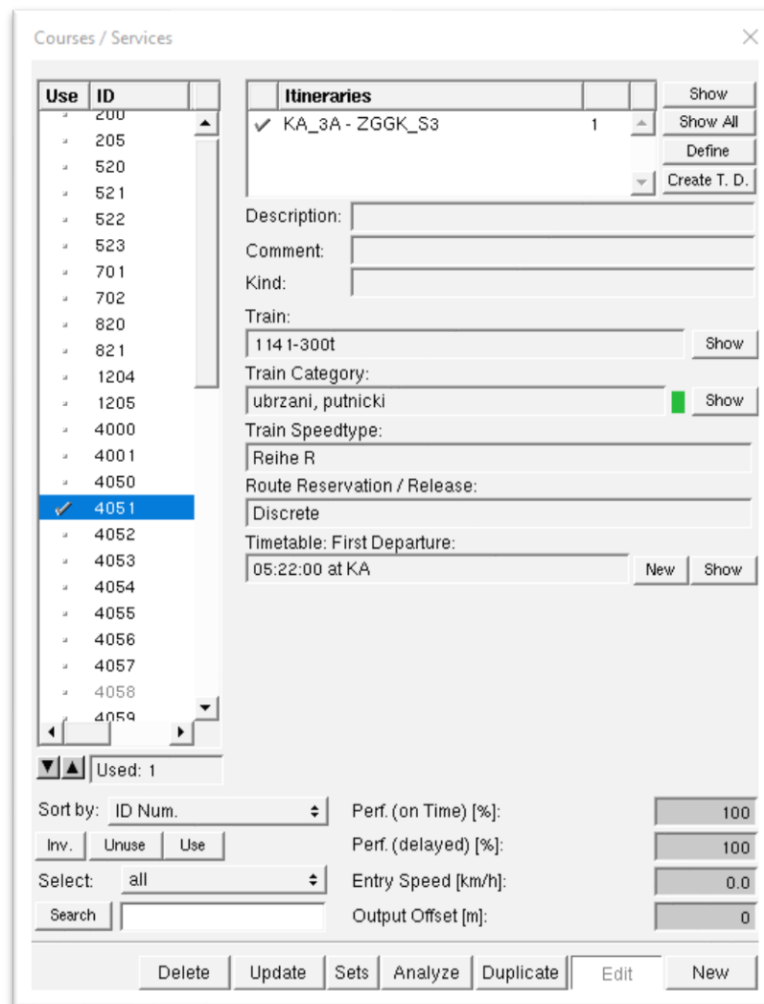 Courses / Services
Use ID
200
205
520
521
522
523
701
702
820
821
1204
1205
4000
4001
4050
4051
4052
4053
4054
4055
4056
4057
4058
4059
Used: 1
Itineraries
KA_3A - ZGGK_S3 1
Show
Show All
Define
Create T. D.
Description:
Comment:
Kind:
Train:
1141-300t Show
Train Category:
ubrzani, putnicki Show
Train Speedtype:
Reihe R
Route Reservation / Release:
Discrete
Timetable: First Departure:
05:22:00 at KA New Show
Sort by: ID Num.
Inv. Unuse Use
Select: all
Search
Perf. (on Time) [%]: 100
Perf. (delayed) [%]: 100
Entry Speed [km/h]: 0.0
Output Offset [m]: 0
Delete Update Sets Analyze Duplicate Edit New